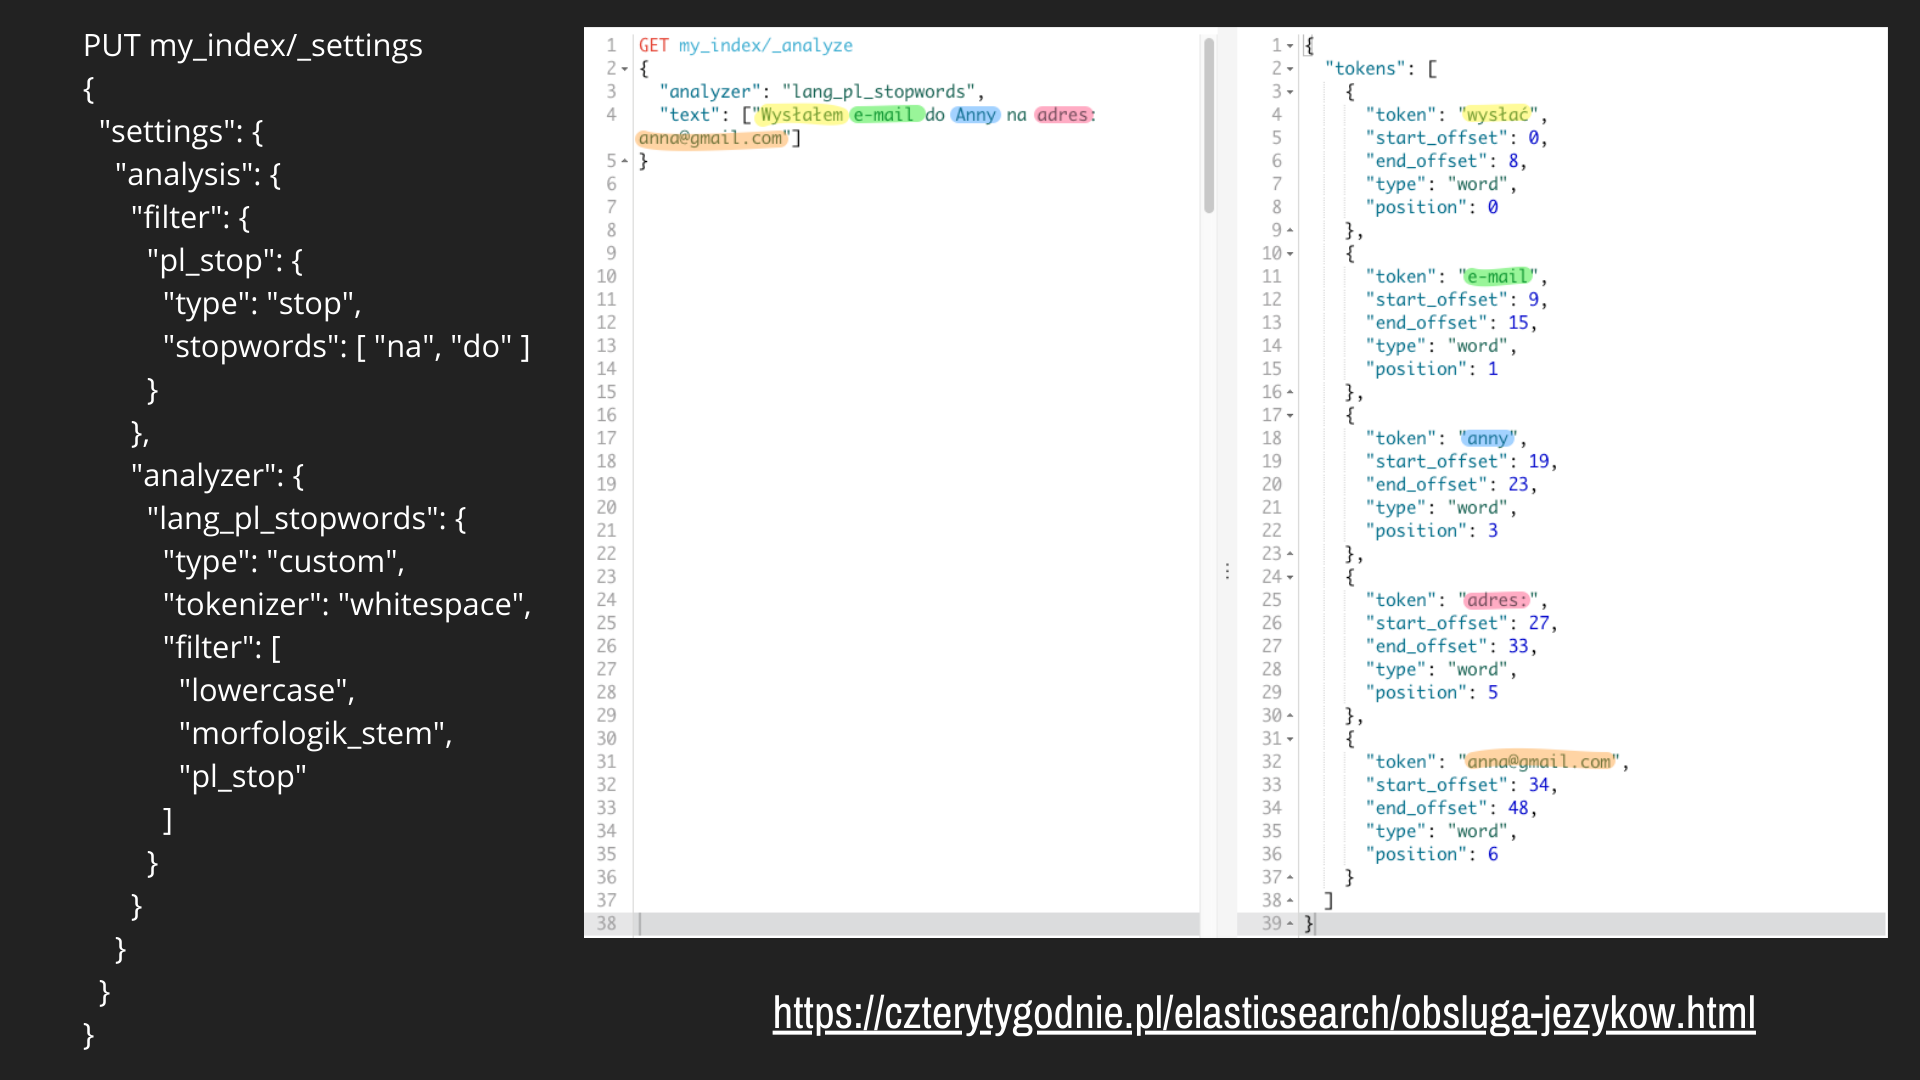 PUT my_index/_settings
{
"settings": {
"analysis": {
"filter": {
"pl_stop": {
"type": "stop",
"stopwords": [ "na", "do" ]
}
},
"analyzer": {
"lang_pl_stopwords": {
"type": "custom",
"tokenizer": "whitespace",
"filter": [
"lowercase",
"morfologik_stem",
"pl_stop"
]
}
}
}
}
}
1 GET my_index/_analyze
2 {
3 "analyzer": "lang_pl_stopwords",
4 "text": ["Wysłałem e-mail do Anny na adres:
anna@gmail.com"]
5 }
6
7
8
9
10
11
12
13
14
15
16
17
18
19
20
21
22
23
24
25
26
27
28
29
30
31
32
33
34
35
36
37
38
1 {
2 "tokens": [
3 {
4 "token": "wysłać",
5 "start_offset": 0,
6 "end_offset": 8,
7 "type": "word",
8 "position": 0
9 },
10 {
11 "token": "e-mail",
12 "start_offset": 9,
13 "end_offset": 15,
14 "type": "word",
15 "position": 1
16 },
17 {
18 "token": "anny",
19 "start_offset": 19,
20 "end_offset": 23,
21 "type": "word",
22 "position": 3
23 },
24 {
25 "token": "adres:",
26 "start_offset": 27,
27 "end_offset": 33,
28 "type": "word",
29 "position": 5
30 },
31 {
32 "token": "anna@gmail.com",
33 "start_offset": 34,
34 "end_offset": 48,
35 "type": "word",
36 "position": 6
37 }
38 ]
39 }
https://czterytygodnie.pl/elasticsearch/obsluga-jezykow.html